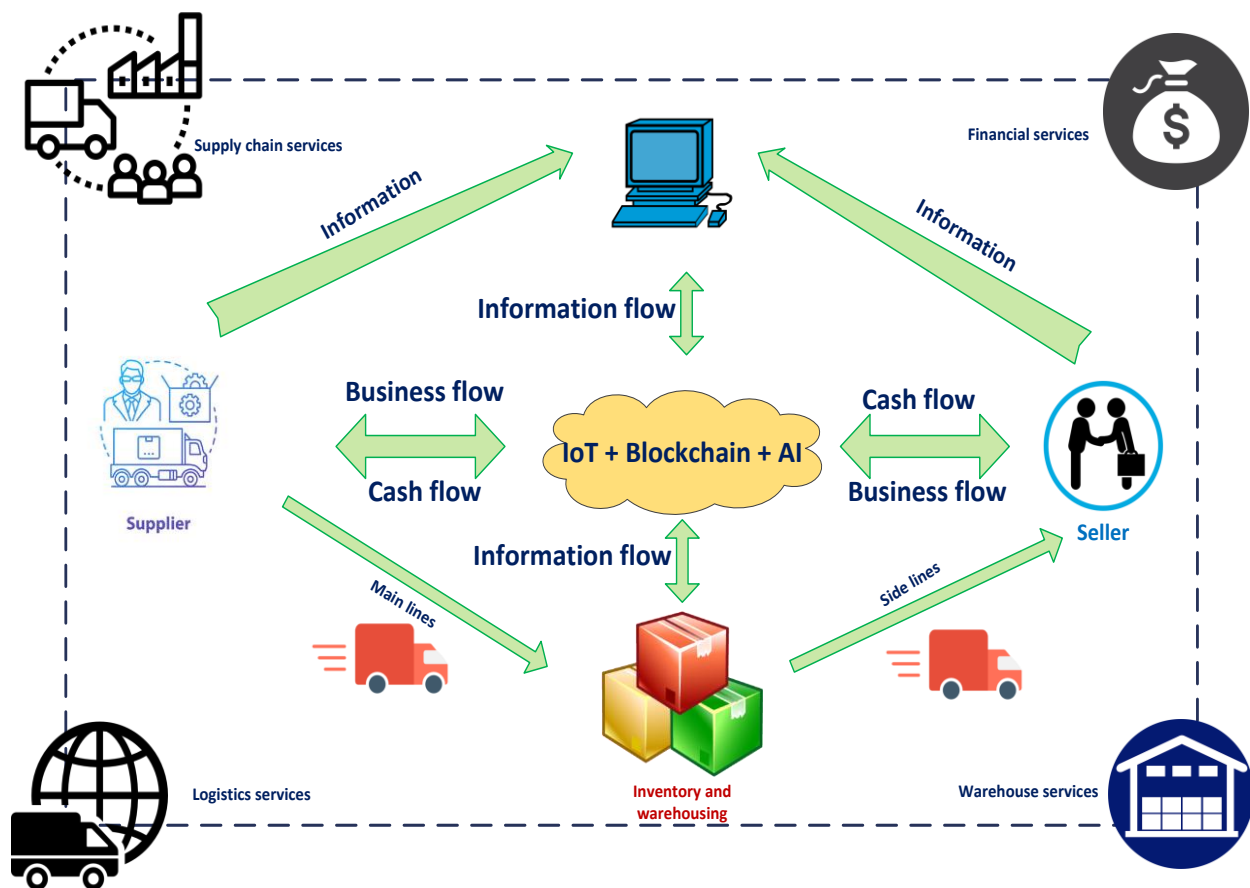 Supply chain services
Financial services
$
Information
Information
Information flow
Business flow
Cash flow
IoT + Blockchain + AI
Cash flow
Business flow
Supplier
Seller
Information flow
Main lines
Side lines
Logistics services
Inventory and
warehousing
Warehouse services